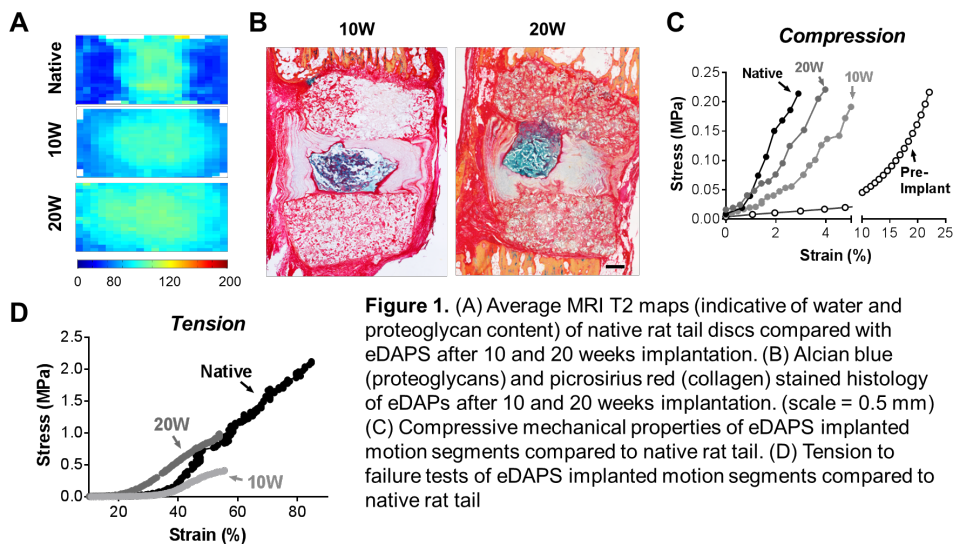 A
Native
10W
20W
0 80 120 160 200
B
10W
20W
C
Compression
Stress (MPa)
0.25
0.20
0.15
0.10
0.05
0.00
Native
20W
10W
Pre-
Implant
0 2 4 10 15 20 25
Strain (%)
D
Tension
Stress (MPa)
2.5
2.0
1.5
1.0
0.5
0.0
Native
20W
10W
20 40 60 80
Strain (%)
Figure 1. (A) Average MRI T2 maps (indicative of water and
proteoglycan content) of native rat tail discs compared with
eDAPS after 10 and 20 weeks implantation. (B) Alcian blue
(proteoglycans) and picrosirius red (collagen) stained histology
of eDAPs after 10 and 20 weeks implantation. (scale = 0.5 mm)
(C) Compressive mechanical properties of eDAPS implanted
motion segments compared to native rat tail. (D) Tension to
failure tests of eDAPS implanted motion segments compared to
native rat tail